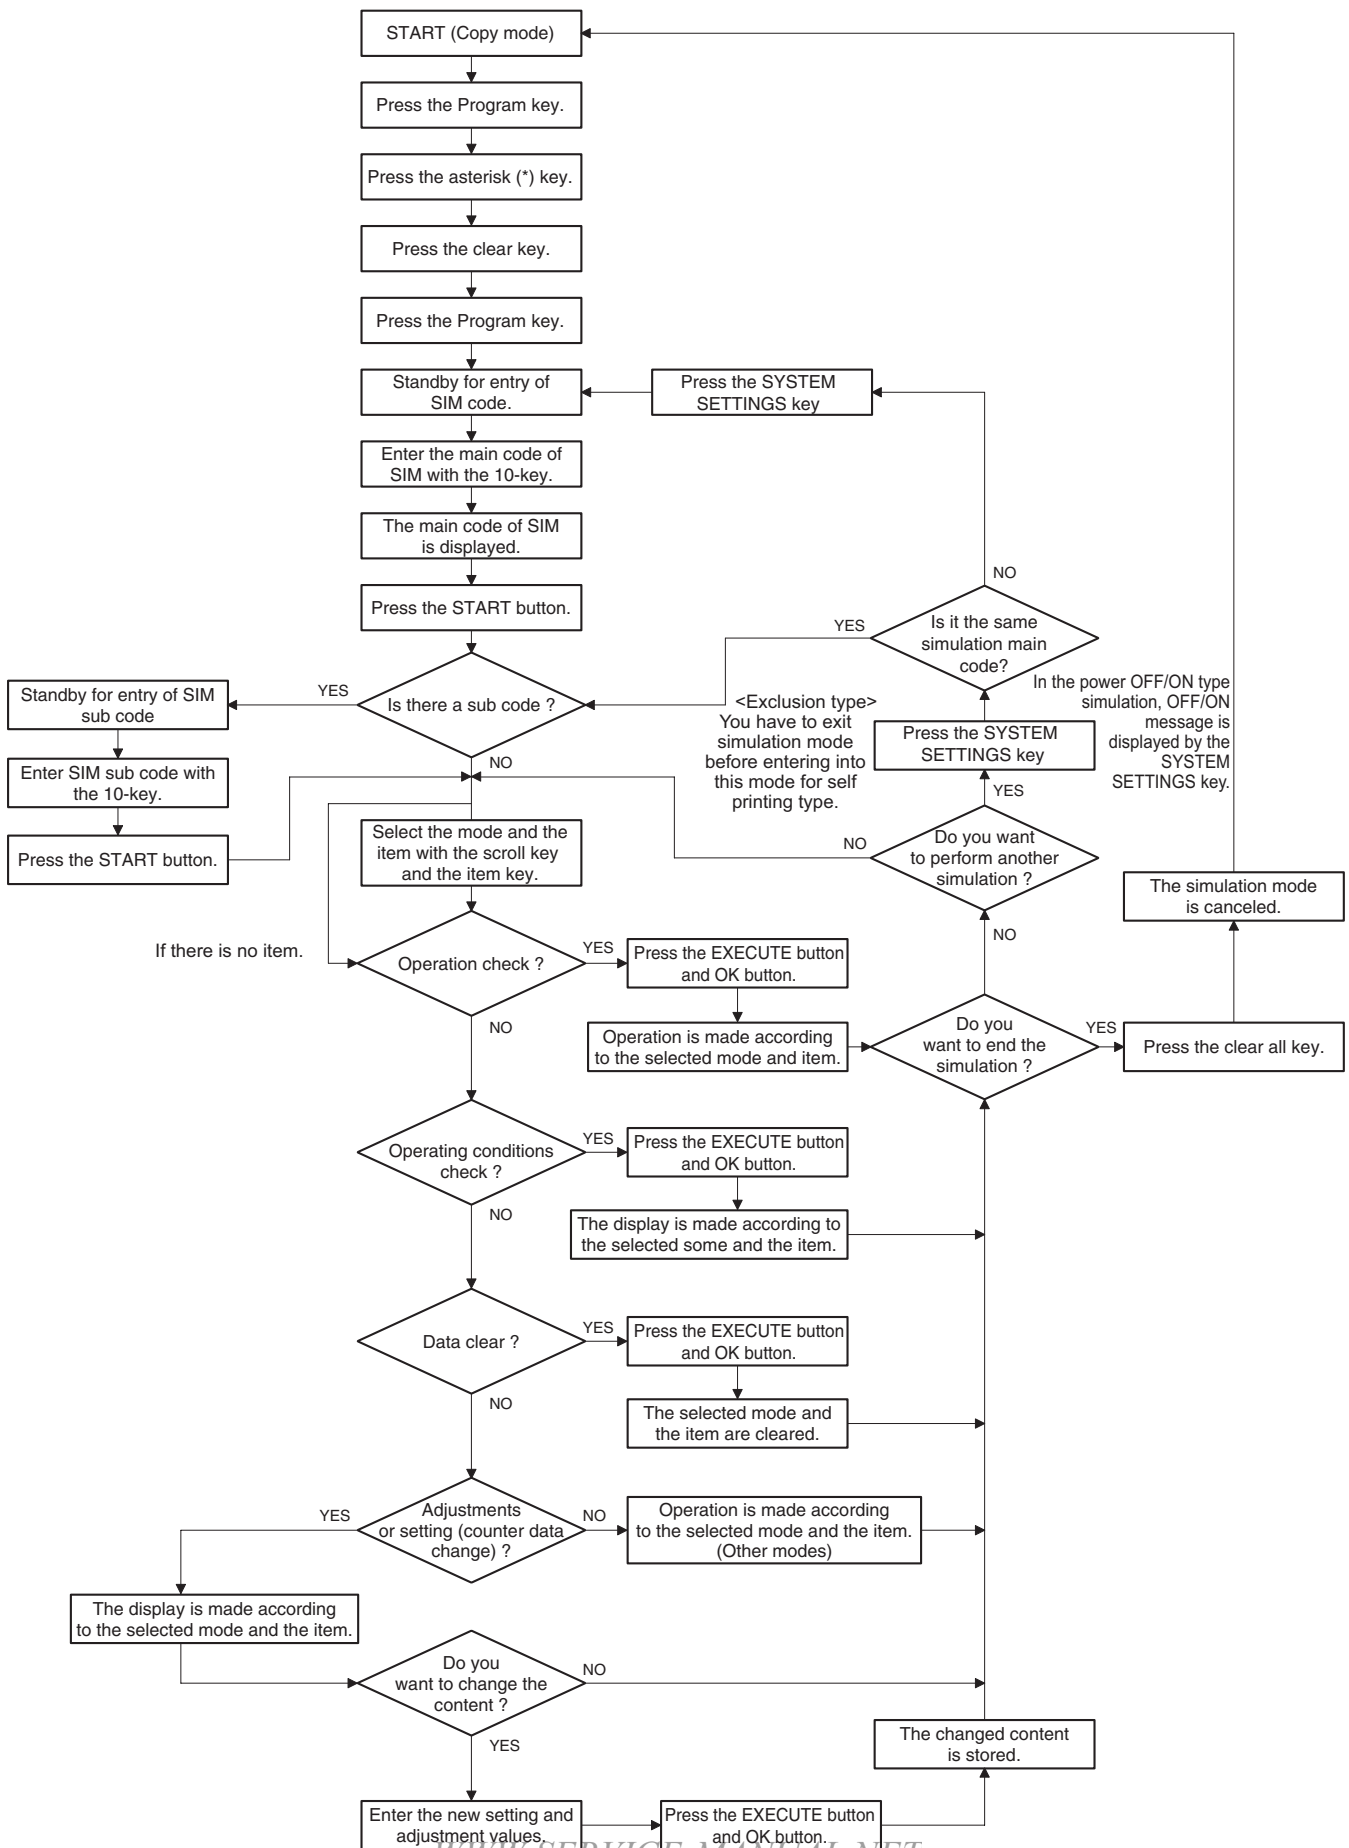 START (Copy mode)
Press the Program key.
Press the asterisk (*) key.
Press the clear key.
Press the Program key.
Standby for entry of
SIM code.
Press the SYSTEM
SETTINGS key
Enter the main code of
SIM with the 10-key.
The main code of SIM
is displayed.
Press the START button.
NO
YES
Is it the same
simulation main
code?
Is there a sub code ?
YES
NO
Standby for entry of SIM
sub code
Enter SIM sub code with
the 10-key.
Press the START button.
<Exclusion type>
You have to exit
simulation mode
before entering into
this mode for self
printing type.
Press the SYSTEM
SETTINGS key
In the power OFF/ON type
simulation, OFF/ON
message is
displayed by the
SYSTEM
SETTINGS key.
YES
NO
Do you want
to perform another
simulation ?
Select the mode and the
item with the scroll key
and the item key.
The simulation mode
is canceled.
If there is no item.
Operation check ?
YES
NO
Press the EXECUTE button
and OK button.
Operation is made according
to the selected mode and item.
NO
Do you
want to end the
simulation ?
YES
Press the clear all key.
Operating conditions
check ?
YES
NO
Press the EXECUTE button
and OK button.
The display is made according to
the selected some and the item.
Data clear ?
YES
NO
Press the EXECUTE button
and OK button.
The selected mode and
the item are cleared.
YES
Adjustments
or setting (counter data
change) ?
NO
Operation is made according
to the selected mode and the item.
(Other modes)
The display is made according
to the selected mode and the item.
Do you
want to change the
content ?
NO
YES
The changed content
is stored.
Enter the new setting and
adjustment values.
Press the EXECUTE button
and OK button.
WWW.SERVICE-MANUAL.NET